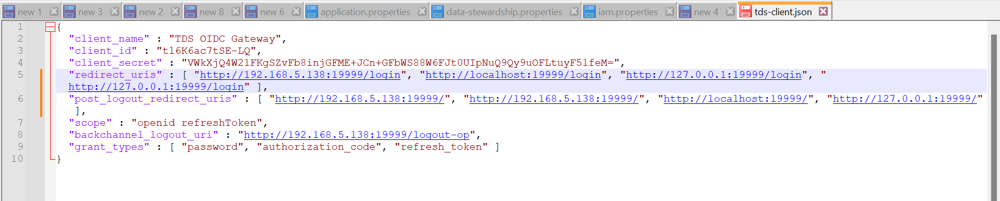 new 1 new 3 new 2 new 8 new 6 application.properties data-stewardship.properties iam.properties new 4 tds-client.json
1 {
2 "client_name" : "TDS OIDC Gateway",
3 "client_id" : "tl6K6ac7tSE-LQ",
4 "client_secret" : "VWkXjQ4W21FKgSZvFb8injGFME+JCn+GFbWS88W6FJt0UIpNuQ9Qy9uOFLtuyF51feM=",
5 "redirect_uris" : [ "http://192.168.5.138:19999/login", "http://localhost:19999/login", "http://127.0.0.1:19999/login", "
http://127.0.0.1:19999/login" ],
6 "post_logout_redirect_uris" : [ "http://192.168.5.138:19999/", "http://192.168.5.138:19999/", "http://localhost:19999/", "http://127.0.0.1:19999/"
],
7 "scope" : "openid refreshToken",
8 "backchannel_logout_uri" : "http://192.168.5.138:19999/logout-op",
9 "grant_types" : [ "password", "authorization_code", "refresh_token" ]
10 }